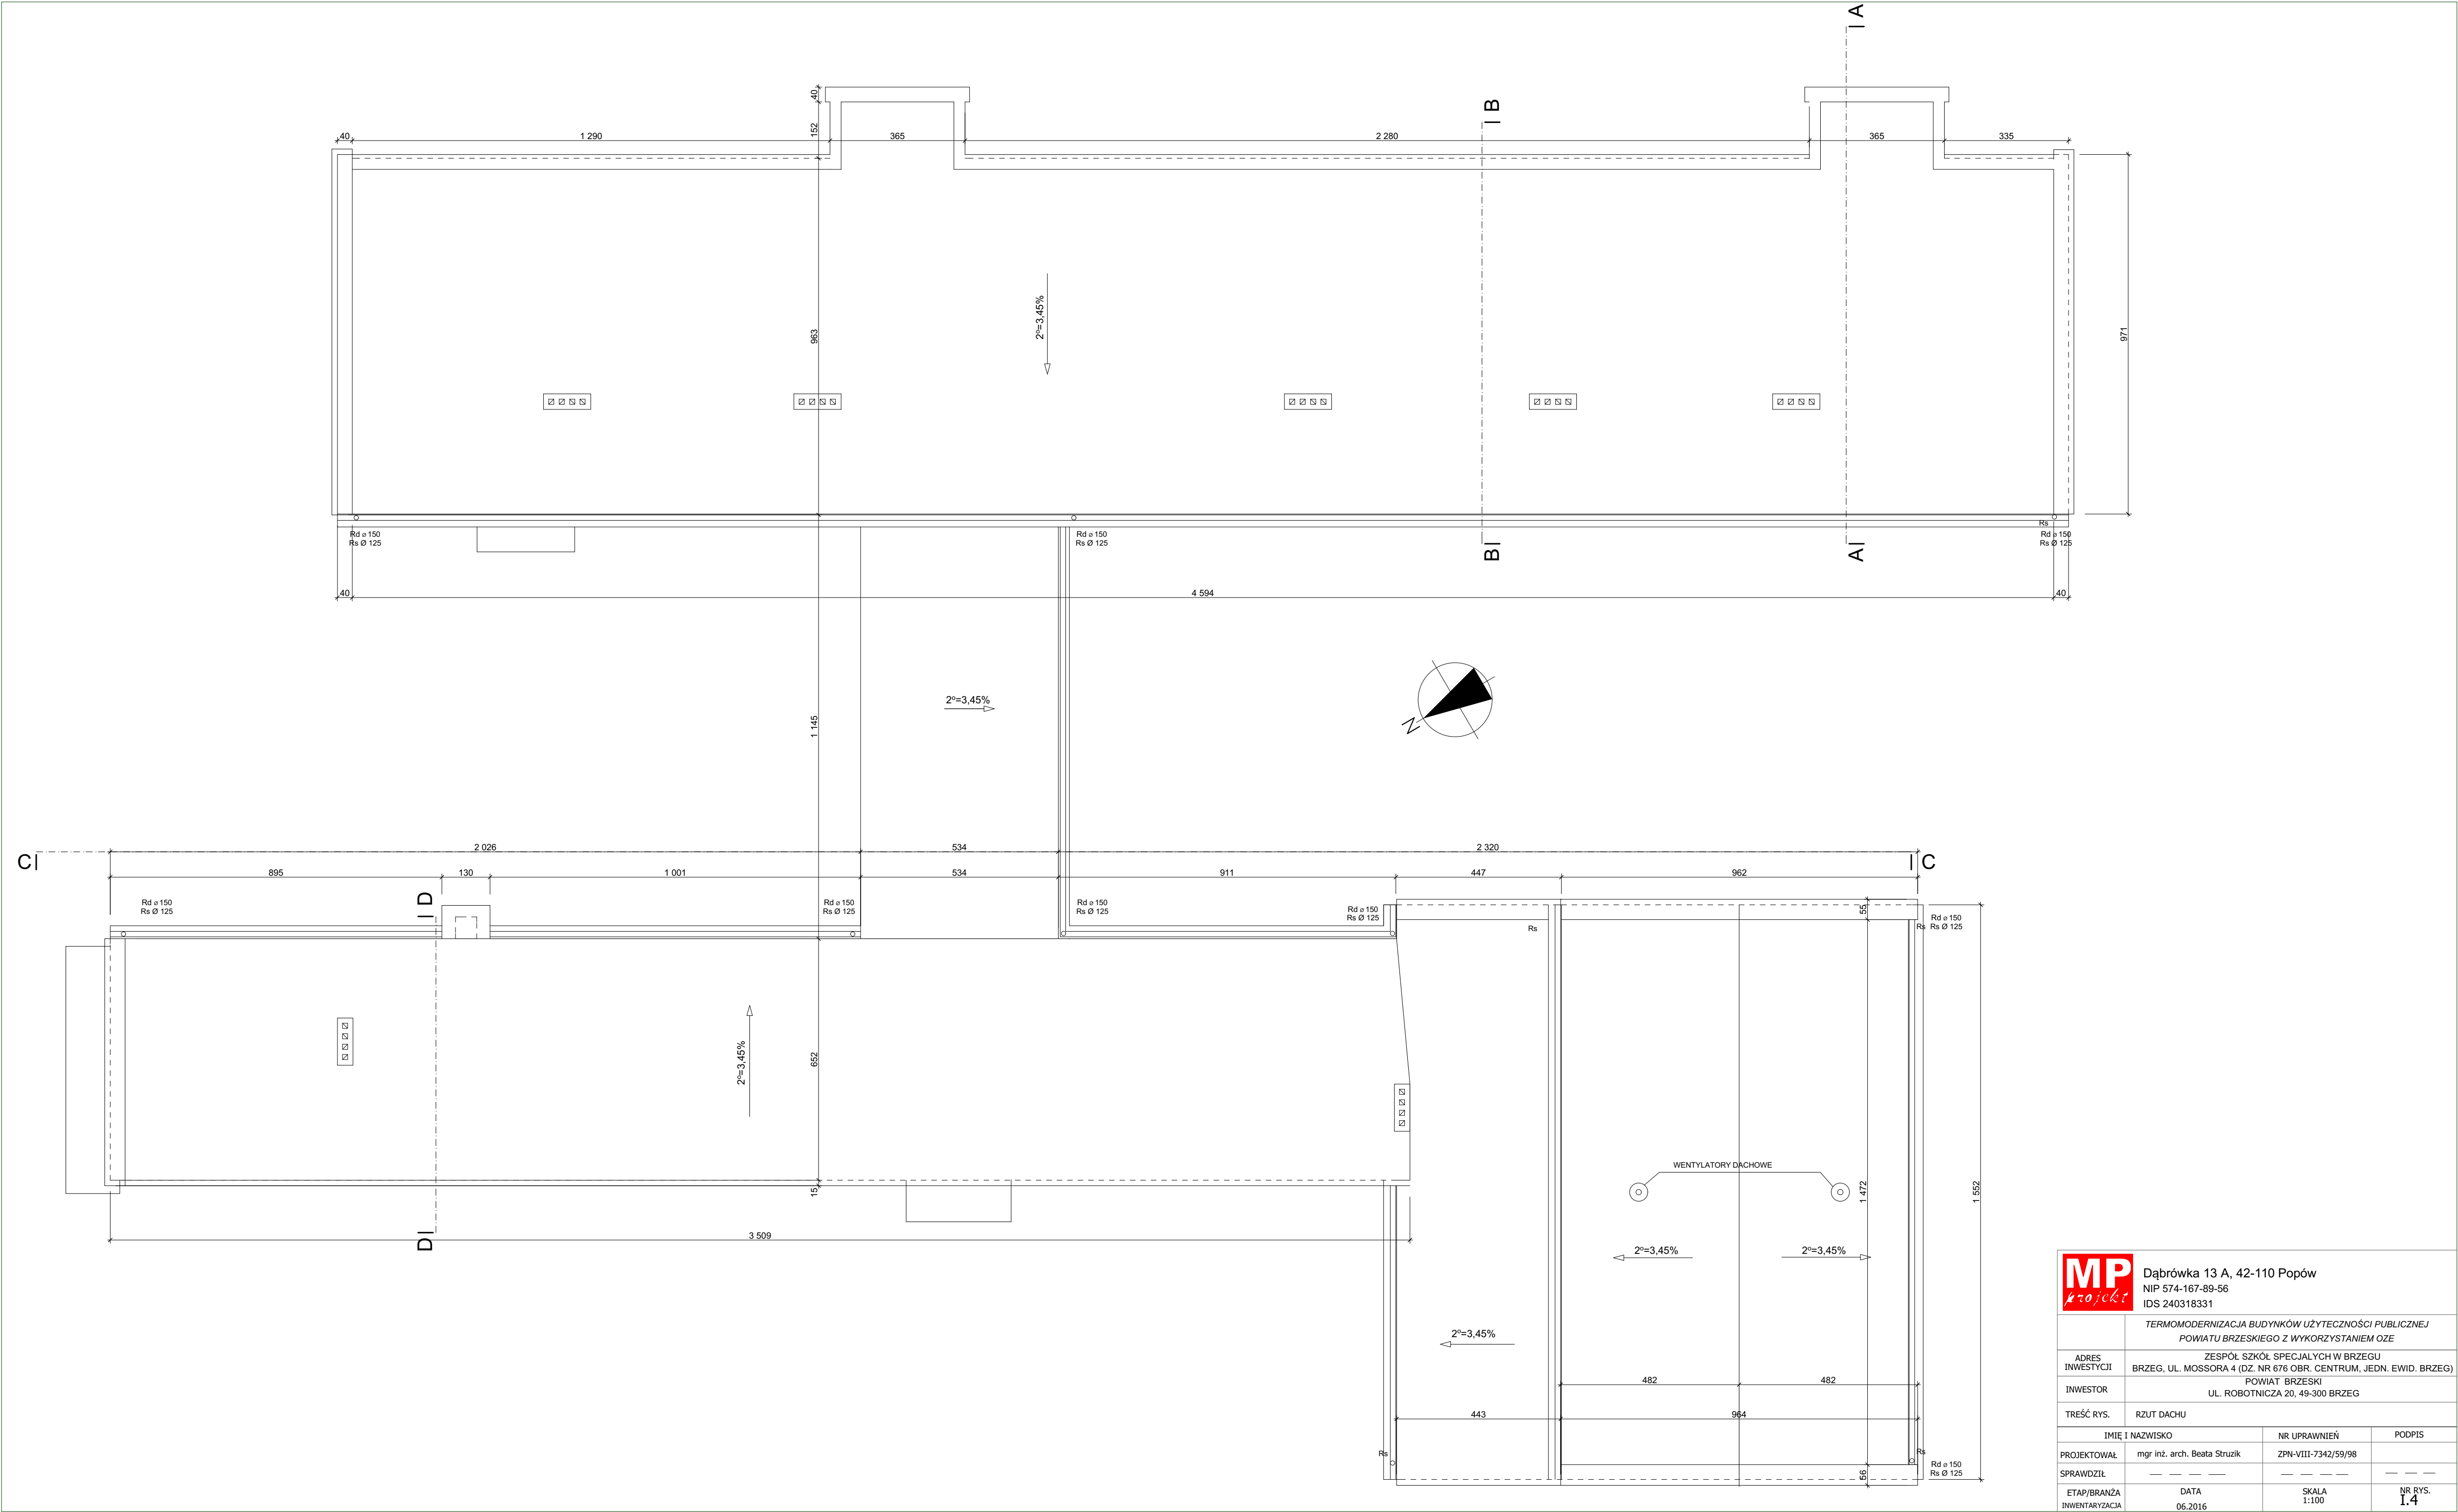 A
40
152
B
40
1 290
365
2 280
365
335
2º=3,45%
963
971
Rd ⌀ 150
Rs Ø 125
Rd ⌀ 150
Rs Ø 125
Rs
Rd ⌀ 150
Rs Ø 125
B
A
40
4 594
40
2º=3,45%
1 145
N
C
2 026
534
2 320
C
895
130
1 001
534
911
447
962
D
Rd ⌀ 150
Rs Ø 125
Rd ⌀ 150
Rs Ø 125
Rd ⌀ 150
Rs Ø 125
Rd ⌀ 150
Rs Ø 125
55
Rs
Rs
Rd ⌀ 150
Rs Ø 125
2º=3,45%
652
WENTYLATORY DACHOWE
15
1 472
1 552
D
3 509
2º=3,45%
2º=3,45%
2º=3,45%
482
482
443
964
Rs
Rs
Rd ⌀ 150
Rs Ø 125
56
MP
projekt
Dąbrówka 13 A, 42-110 Popów
NIP 574-167-89-56
IDS 240318331
TERMOMODERNIZACJA BUDYNKÓW UŻYTECZNOŚCI PUBLICZNEJ
POWIATU BRZESKIEGO Z WYKORZYSTANIEM OZE
ADRES
INWESTYCJI
ZESPÓŁ SZKÓŁ SPECJALYCH W BRZEGU
BRZEG, UL. MOSSORA 4 (DZ. NR 676 OBR. CENTRUM, JEDN. EWID. BRZEG)
INWESTOR
POWIAT BRZESKI
UL. ROBOTNICZA 20, 49-300 BRZEG
TREŚĆ RYS.
RZUT DACHU
IMIĘ I NAZWISKO
NR UPRAWNIEŃ
PODPIS
PROJEKTOWAŁ
mgr inż. arch. Beata Struzik
ZPN-VIII-7342/59/98
SPRAWDZIŁ
ETAP/BRANŻA
INWENTARYZACJA
DATA
06.2016
SKALA
1:100
NR RYS.
I.4